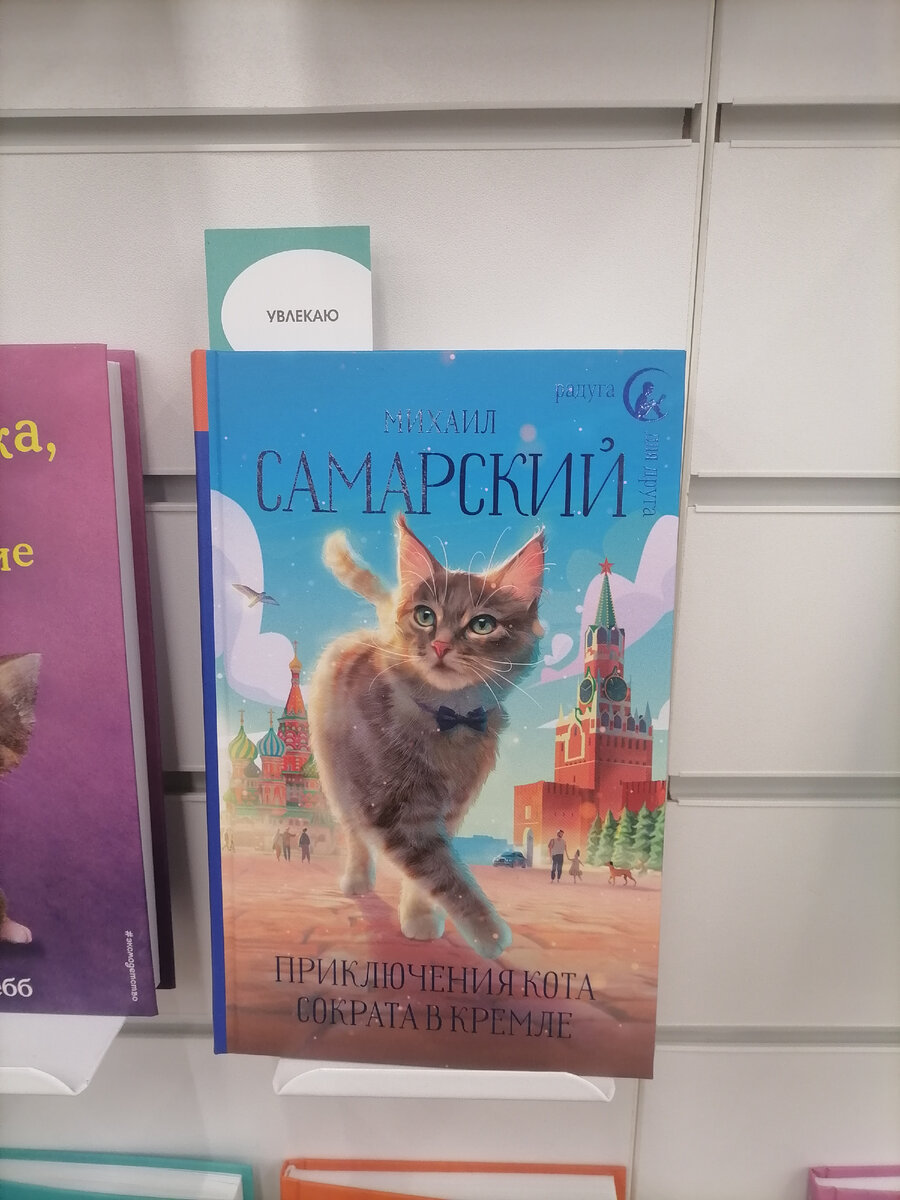 УВЛЕКАЮ
ка,
ие
#эксмодетство
ебб
радуга
для друга
МИХАИЛ
САМАРСКИЙ
ПРИКЛЮЧЕНИЯ КОТА
СОКРАТА В КРЕМЛЕ